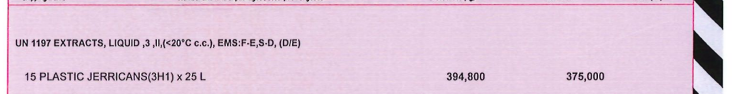 UN 1197 EXTRACTS, LIQUID ,3 ,II,(<20°C c.c.), EMS:F-E,S-D, (D/E)
15 PLASTIC JERRICANS(3H1) x 25 L 394,800 375,000